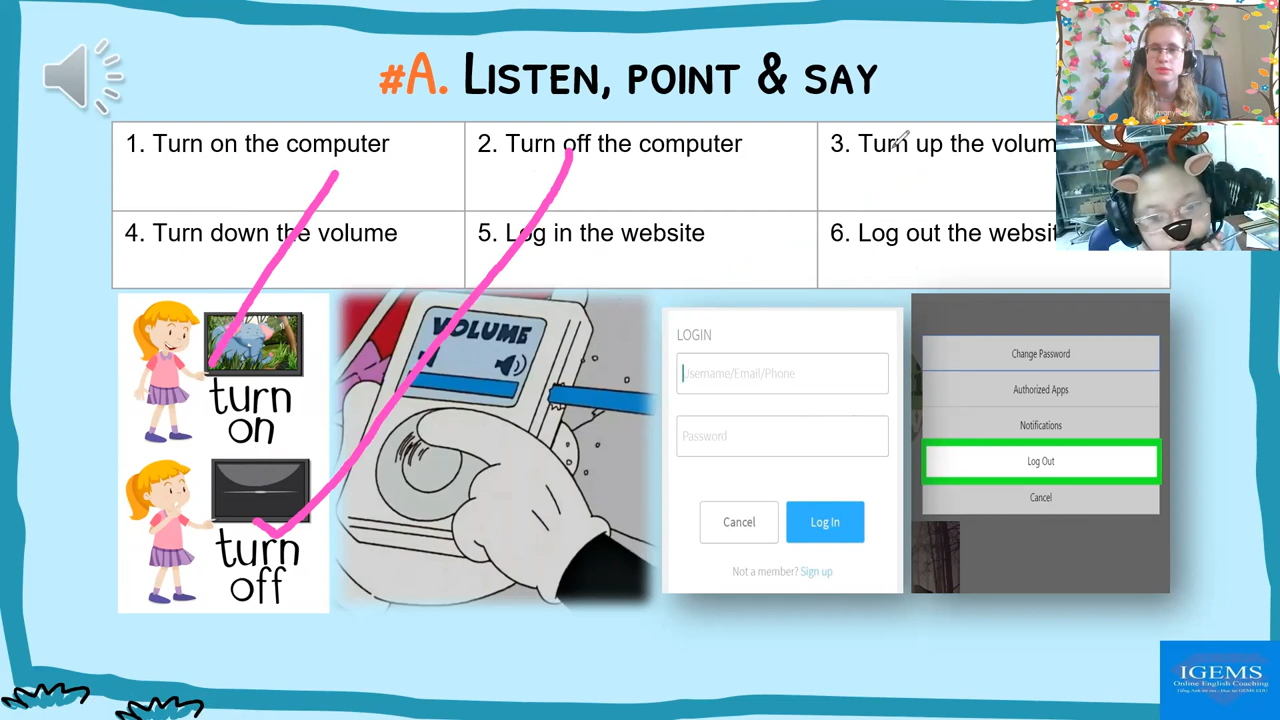 #A. LISTEN, POINT & SAY
1. Turn on the computer
2. Turn off the computer
3. Turn up the volum
4. Turn down the volume
5. Log in the website
6. Log out the websit
turn
on
turn
off
VOLUME
LOGIN
Username/Email/Phone
Password
Cancel
Log In
Not a member? Sign up
Change Password
Authorized Apps
Notifications
Log Out
Cancel
IGEMS
Online English Coaching